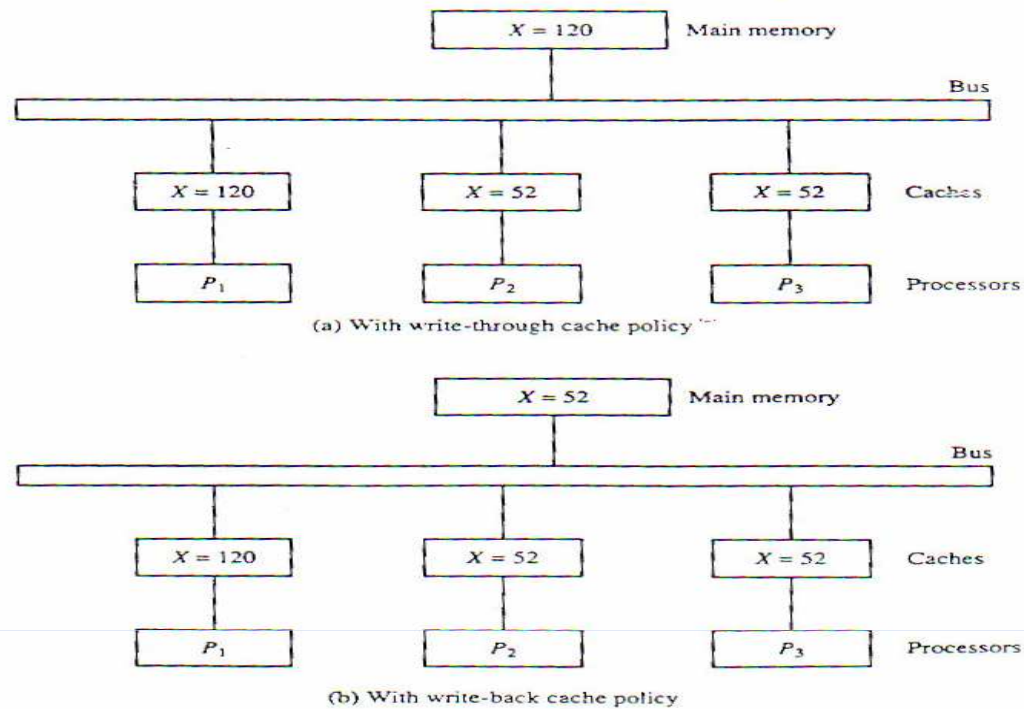 X = 120 Main memory
Bus
X = 120 X = 52 X = 52 Caches
P₁ P₂ P₃ Processors
(a) With write-through cache policy
X = 52 Main memory
Bus
X = 120 X = 52 X = 52 Caches
P₁ P₂ P₃ Processors
(b) With write-back cache policy